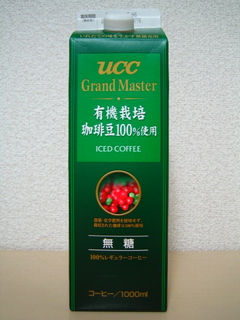 ucc
Grand Master
有機栽培
珈琲豆100%使用
ICED COFFEE
無糖
100%レギュラーコーヒー
コーヒー/1000ml